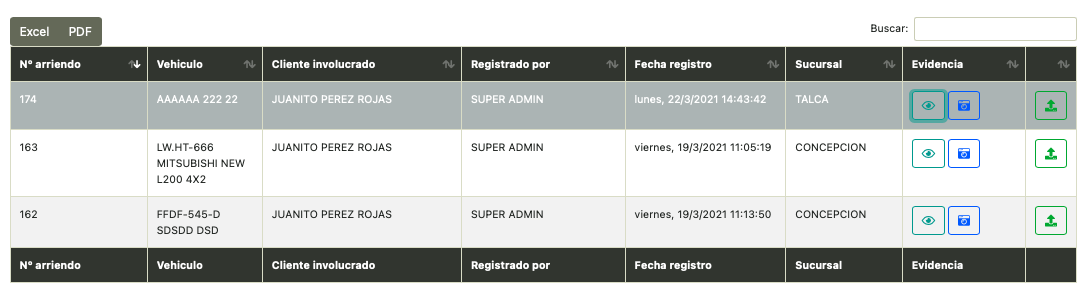 Excel PDF Buscar:
Nº arriendo Vehiculo Cliente involucrado Registrado por Fecha registro Sucursal Evidencia
174 AAAAAA 222 22 JUANITO PEREZ ROJAS SUPER ADMIN lunes, 22/3/2021 14:43:42 TALCA
163 LW.HT-666 JUANITO PEREZ ROJAS SUPER ADMIN viernes, 19/3/2021 11:05:19 CONCEPCION
MITSUBISHI NEW
L200 4X2
162 FFDF-545-D JUANITO PEREZ ROJAS SUPER ADMIN viernes, 19/3/2021 11:13:50 CONCEPCION
SDSDD DSD
Nº arriendo Vehiculo Cliente involucrado Registrado por Fecha registro Sucursal Evidencia